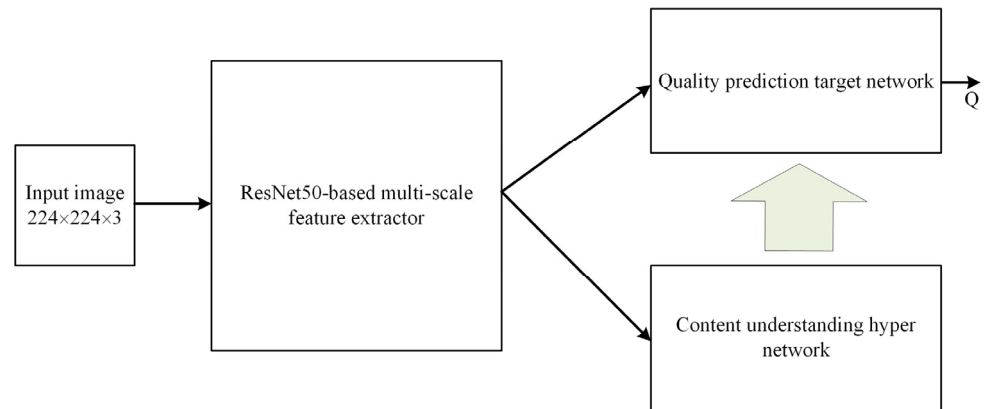 Input image
224×224×3
ResNet50-based multi-scale
feature extractor
Quality prediction target network
Q
Content understanding hyper
network